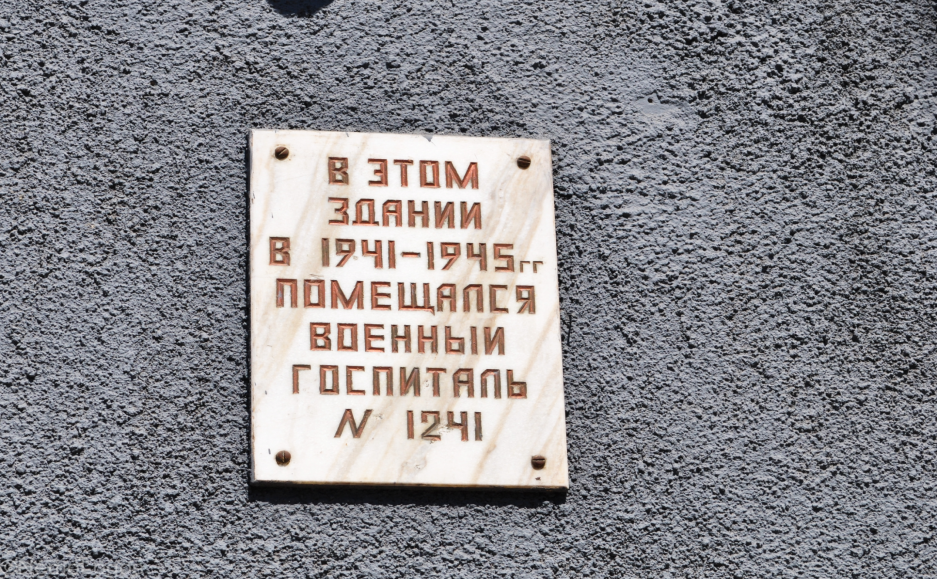 В ЭТОМ
ЗДАНИИ
В 1941-1945гг
ПОМЕЩАЛСЯ
ВОЕННЫЙ
ГОСПИТАЛЬ
N 1241